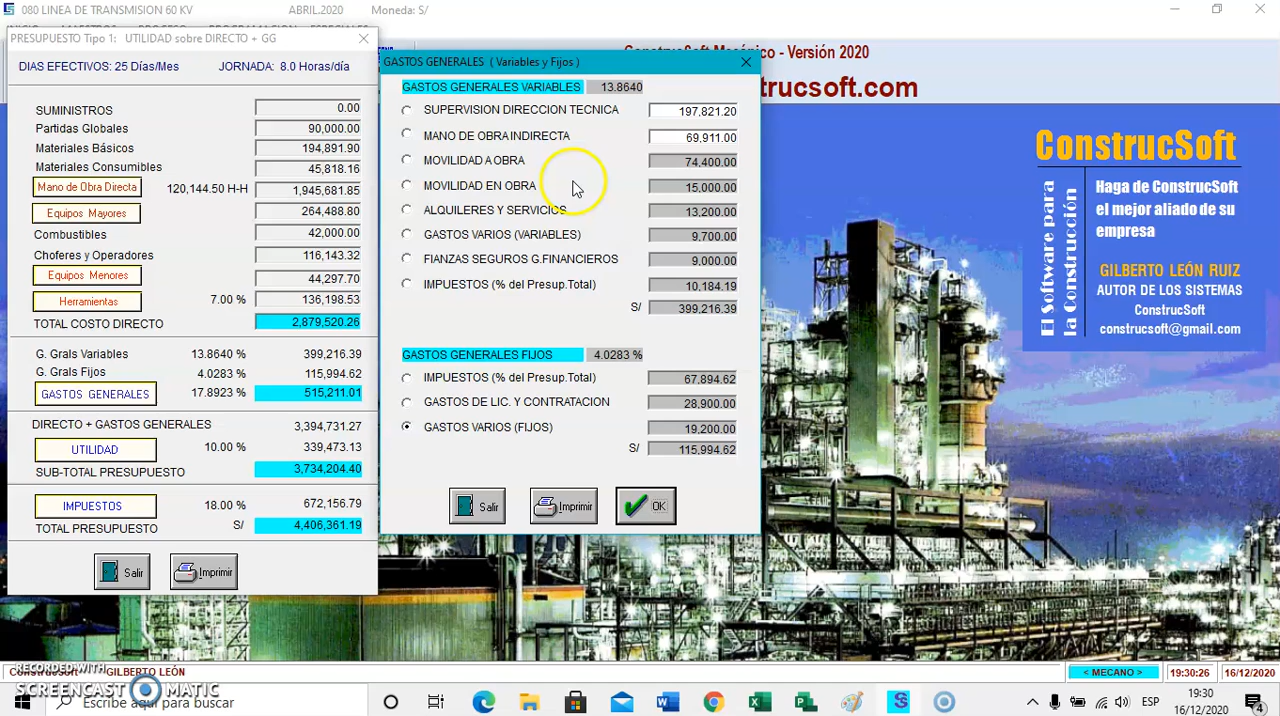 080 LINEA DE TRANSMISION 60 KV ABRIL.2020 Moneda: S/
PRESUPUESTO Tipo 1: UTILIDAD sobre DIRECTO + GG
DIAS EFECTIVOS: 25 Días/Mes JORNADA: 8.0 Horas/día
SUMINISTROS 0.00
Partidas Globales 90,000.00
Materiales Básicos 194,891.90
Materiales Consumibles 45,818.16
Mano de Obra Directa 120,144.50 H-H 1,945,681.85
Equipos Mayores 264,488.80
Combustibles 42,000.00
Choferes y Operadores 116,143.32
Equipos Menores 44,297.70
Herramientas 7.00 % 136,198.53
TOTAL COSTO DIRECTO 2,879,520.26
G. Grals Variables 13.8640 % 399,216.39
G. Grals Fijos 4.0283 % 115,994.62
GASTOS GENERALES 17.8923 % 515,211.01
DIRECTO + GASTOS GENERALES 3,394,731.27
UTILIDAD 10.00 % 339,473.13
SUB-TOTAL PRESUPUESTO 3,734,204.40
IMPUESTOS 18.00 % 672,156.79
TOTAL PRESUPUESTO S/ 4,406,361.19
Salir Imprimir
GASTOS GENERALES ( Variables y Fijos )
GASTOS GENERALES VARIABLES 13.8640
SUPERVISION DIRECCION TECNICA 197,821.20
MANO DE OBRA INDIRECTA 69,911.00
MOVILIDAD A OBRA 74,400.00
MOVILIDAD EN OBRA 15,000.00
ALQUILERES Y SERVICIOS 13,200.00
GASTOS VARIOS (VARIABLES) 9,700.00
FIANZAS SEGUROS G.FINANCIEROS 9,000.00
IMPUESTOS (% del Presup.Total) 10,184.19
S/ 399,216.39
GASTOS GENERALES FIJOS 4.0283 %
IMPUESTOS (% del Presup.Total) 67,894.62
GASTOS DE LIC. Y CONTRATACION 28,900.00
GASTOS VARIOS (FIJOS) 19,200.00
S/ 115,994.62
Salir Imprimir OK
ConstrucSoft Mecánico - Versión 2020
trucsoft.com
ConstrucSoft
El Software para
la Construcción
Haga de ConstrucSoft
el mejor aliado de su
empresa
GILBERTO LEÓN RUIZ
AUTOR DE LOS SISTEMAS
ConstrucSoft
construcsoft@gmail.com
ConstrucSoft GILBERTO LEÓN < MECANO > 19:30:26 16/12/2020
RECORDED WITH
SCREENCAST MATIC
Escribe aquí para buscar
ESP
19:30
16/12/2020
4